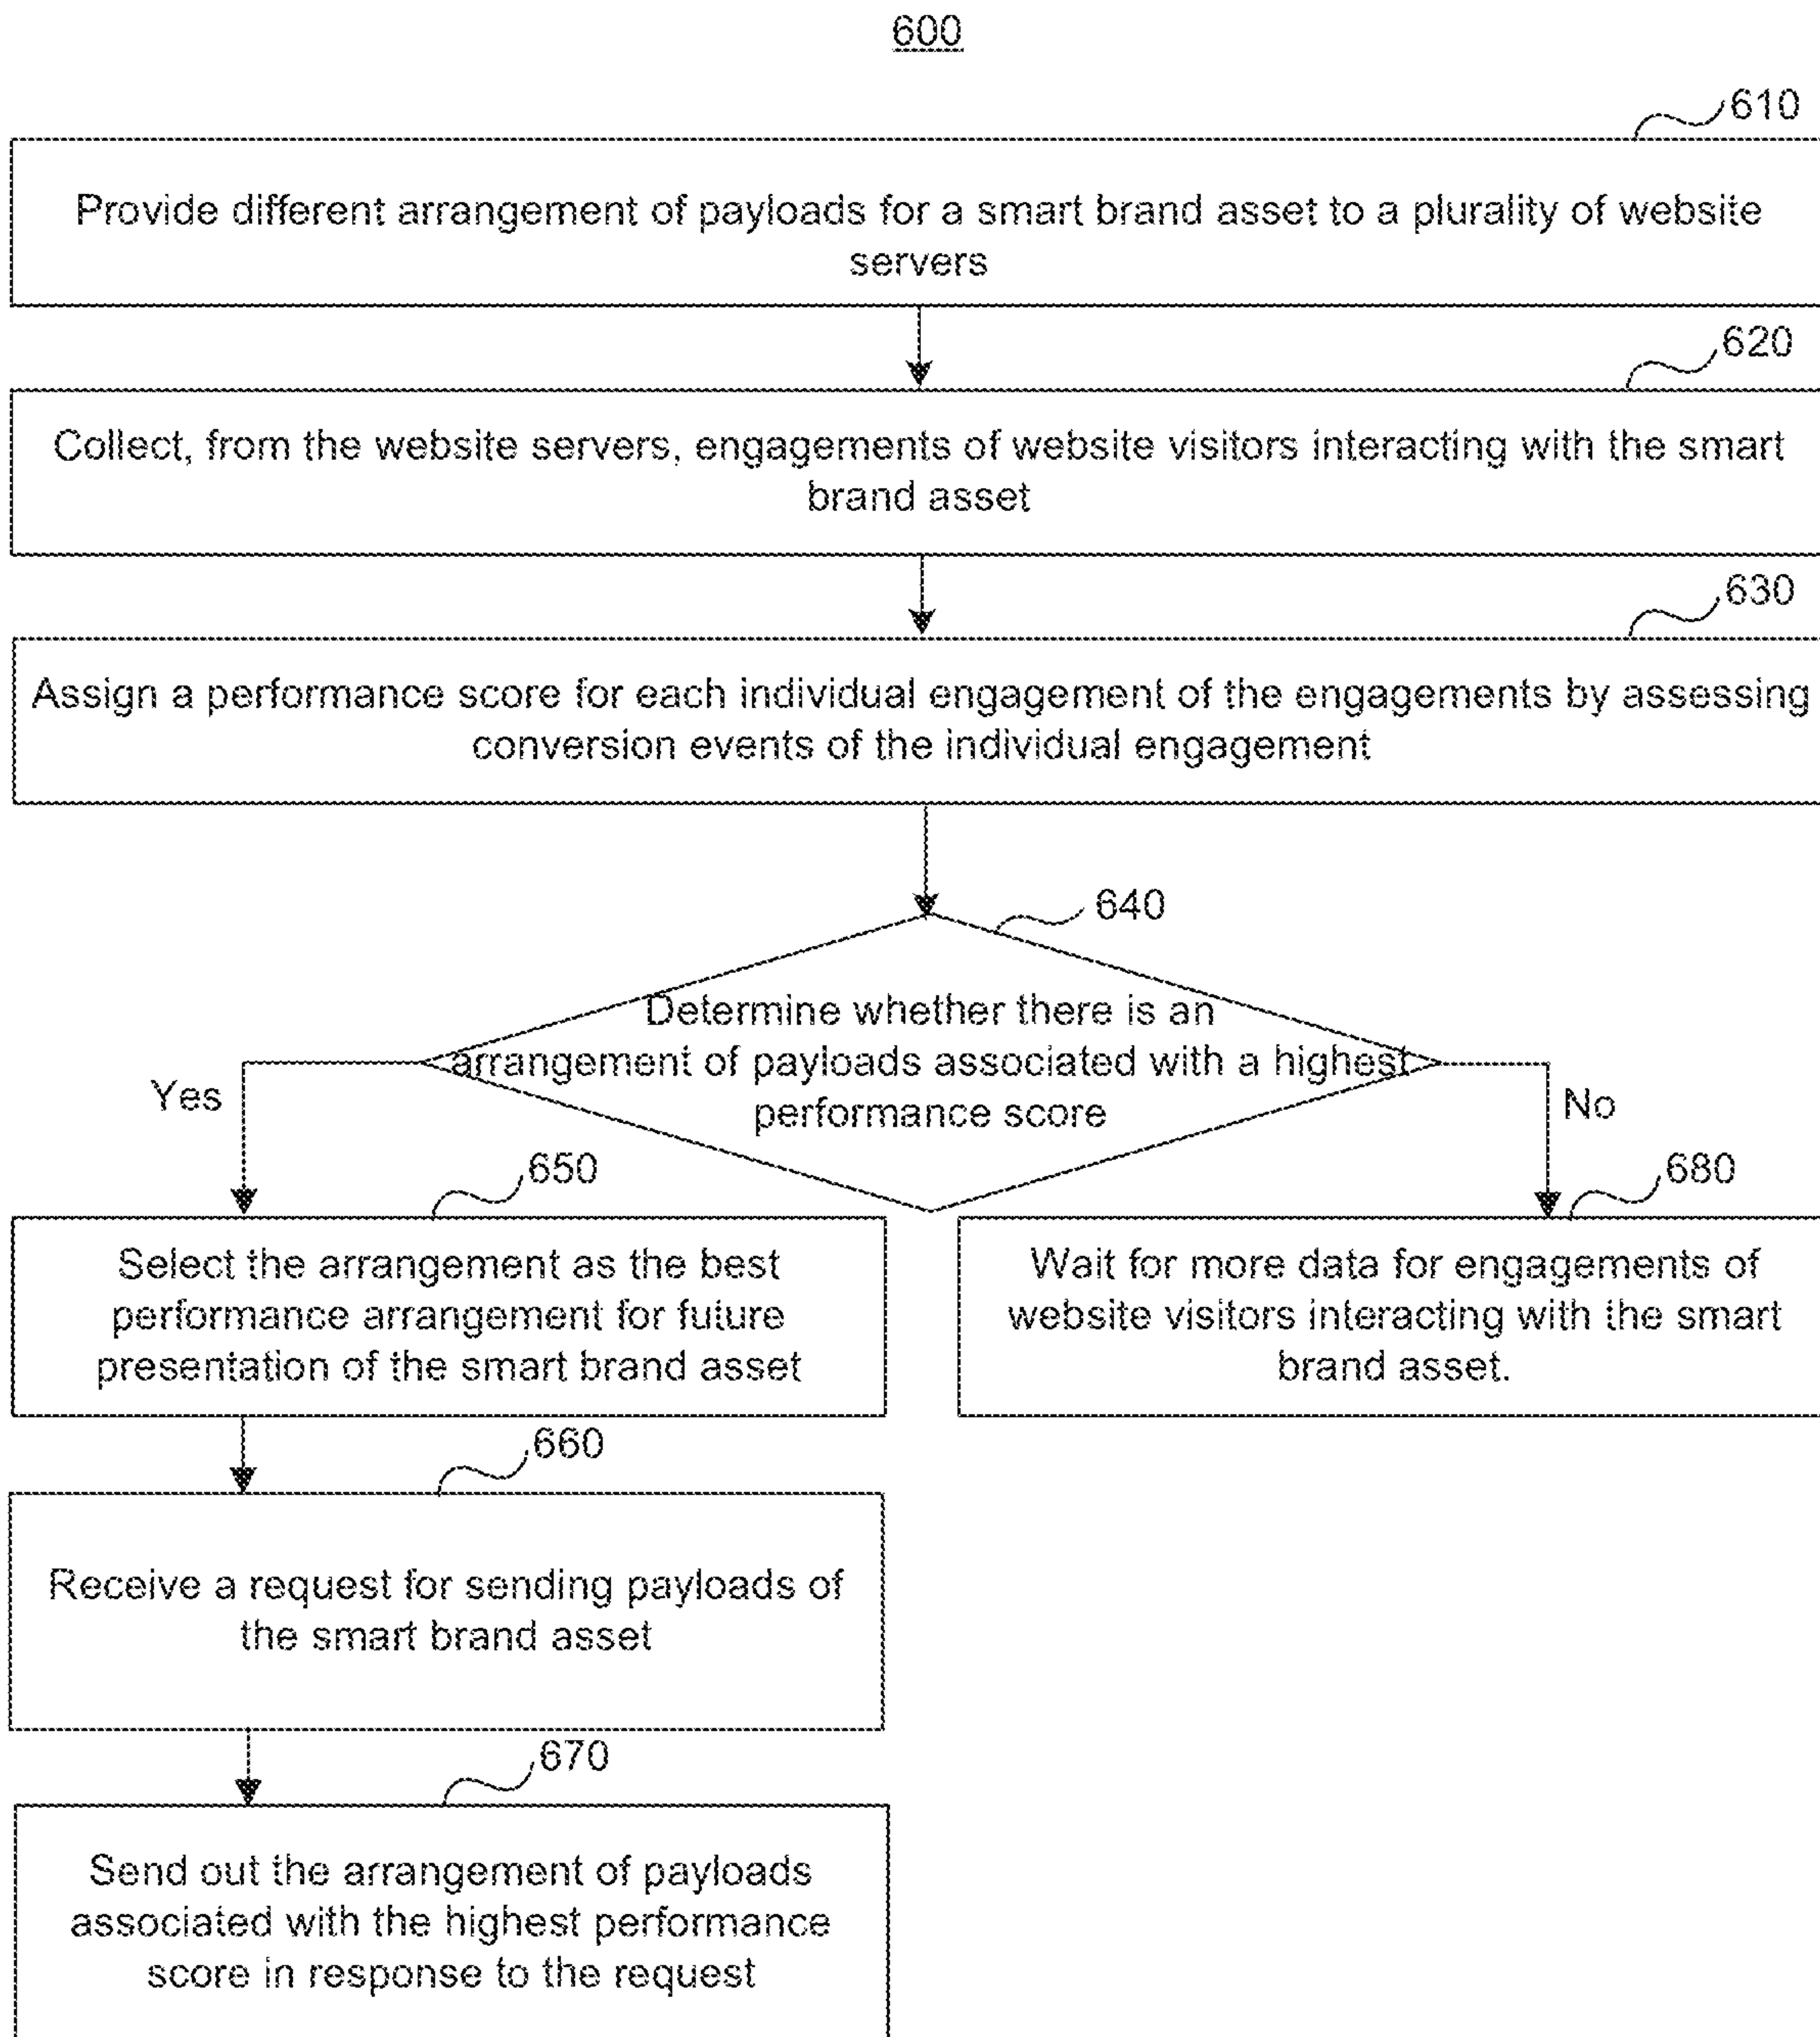 600
610
Provide different arrangement of payloads for a smart brand asset to a plurality of website
servers
620
Collect, from the website servers, engagements of website visitors interacting with the smart
brand asset
630
Assign a performance score for each individual engagement of the engagements by assessing
conversion events of the individual engagement
640
Determine whether there is an
arrangement of payloads associated with a highest
performance score
Yes
No
650
Select the arrangement as the best
performance arrangement for future
presentation of the smart brand asset
680
Wait for more data for engagements of
website visitors interacting with the smart
brand asset.
660
Receive a request for sending payloads of
the smart brand asset
670
Send out the arrangement of payloads
associated with the highest performance
score in response to the request